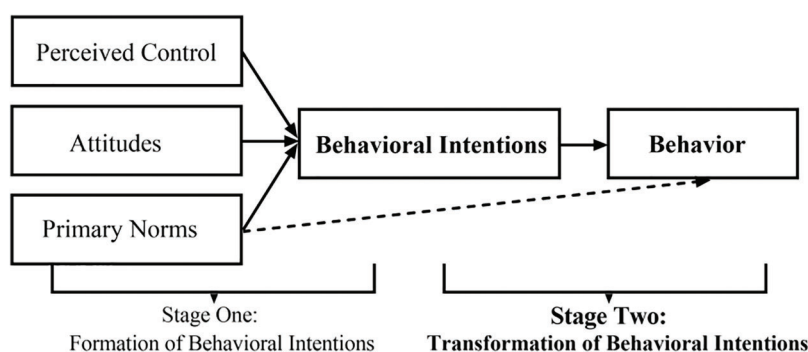 Perceived Control
Attitudes
Behavioral Intentions
Behavior
Primary Norms
Stage One:
Formation of Behavioral Intentions
Stage Two:
Transformation of Behavioral Intentions